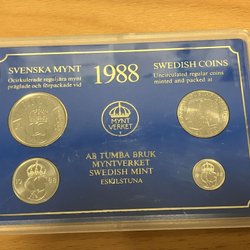 SVENSKA MYNT
Ocirkulerade reguljära mynt
präglade och förpackade vid
1988
SWEDISH COINS
Uncirculated regular coins
minted and packed at
MYNT
VERKET
AB TUMBA BRUK
MYNTVERKET
SWEDISH MINT
ESKILSTUNA